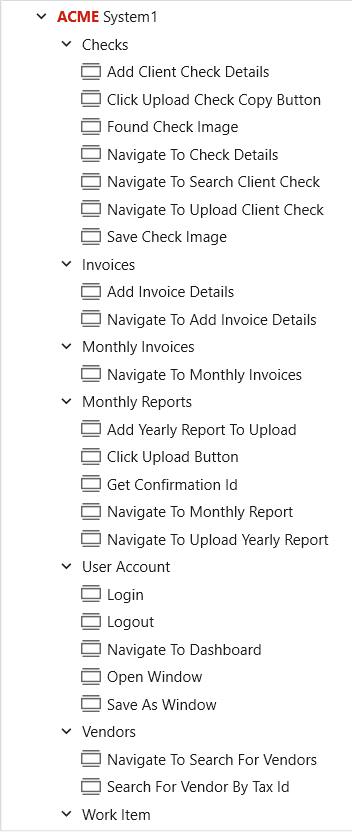 ACME System1
Checks
Add Client Check Details
Click Upload Check Copy Button
Found Check Image
Navigate To Check Details
Navigate To Search Client Check
Navigate To Upload Client Check
Save Check Image
Invoices
Add Invoice Details
Navigate To Add Invoice Details
Monthly Invoices
Navigate To Monthly Invoices
Monthly Reports
Add Yearly Report To Upload
Click Upload Button
Get Confirmation Id
Navigate To Monthly Report
Navigate To Upload Yearly Report
User Account
Login
Logout
Navigate To Dashboard
Open Window
Save As Window
Vendors
Navigate To Search For Vendors
Search For Vendor By Tax Id
Work Item